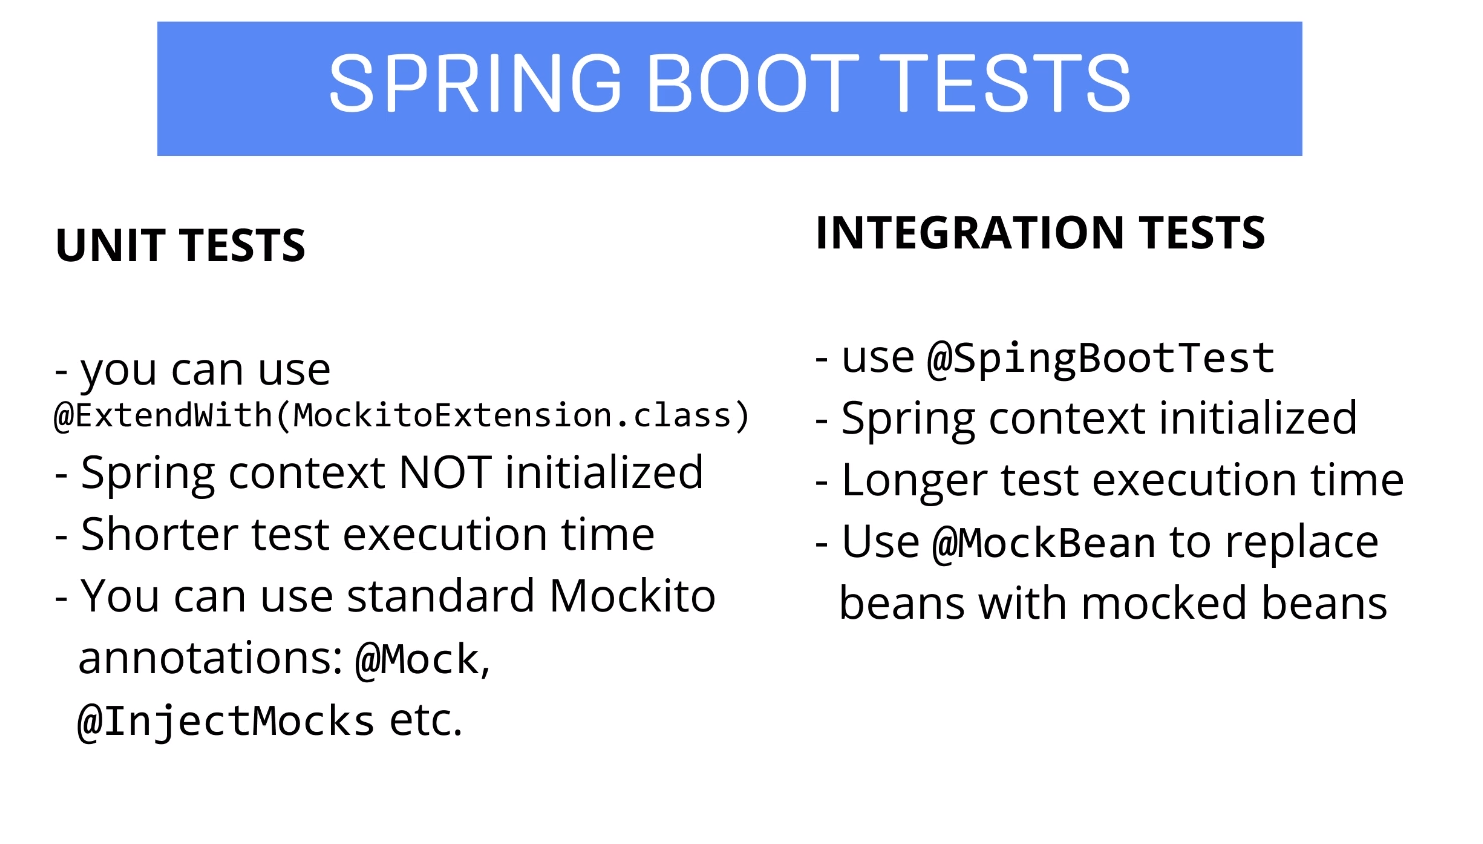 SPRING BOOT TESTS
UNIT TESTS
- you can use
@ExtendWith(MockitoExtension.class)
- Spring context NOT initialized
- Shorter test execution time
- You can use standard Mockito
annotations: @Mock,
@InjectMocks etc.
INTEGRATION TESTS
- use @SpingBootTest
- Spring context initialized
- Longer test execution time
- Use @MockBean to replace
beans with mocked beans